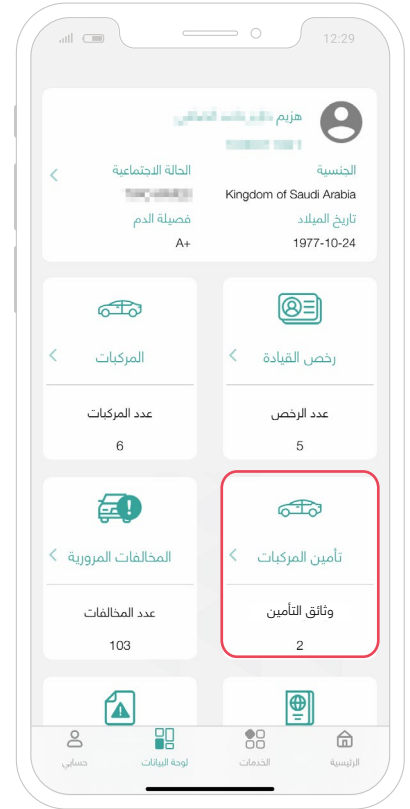 12:29
هزيم
الجنسية
الحالة الاجتماعية
Kingdom of Saudi Arabia
تاريخ الميلاد
فصيلة الدم
1977-10-24
A+
رخص القيادة
المركبات
عدد الرخص
عدد المركبات
5
6
تأمين المركبات
المخالفات المرورية
وثائق التأمين
عدد المخالفات
2
103
الرئيسية
الخدمات
لوحة البيانات
حسابي